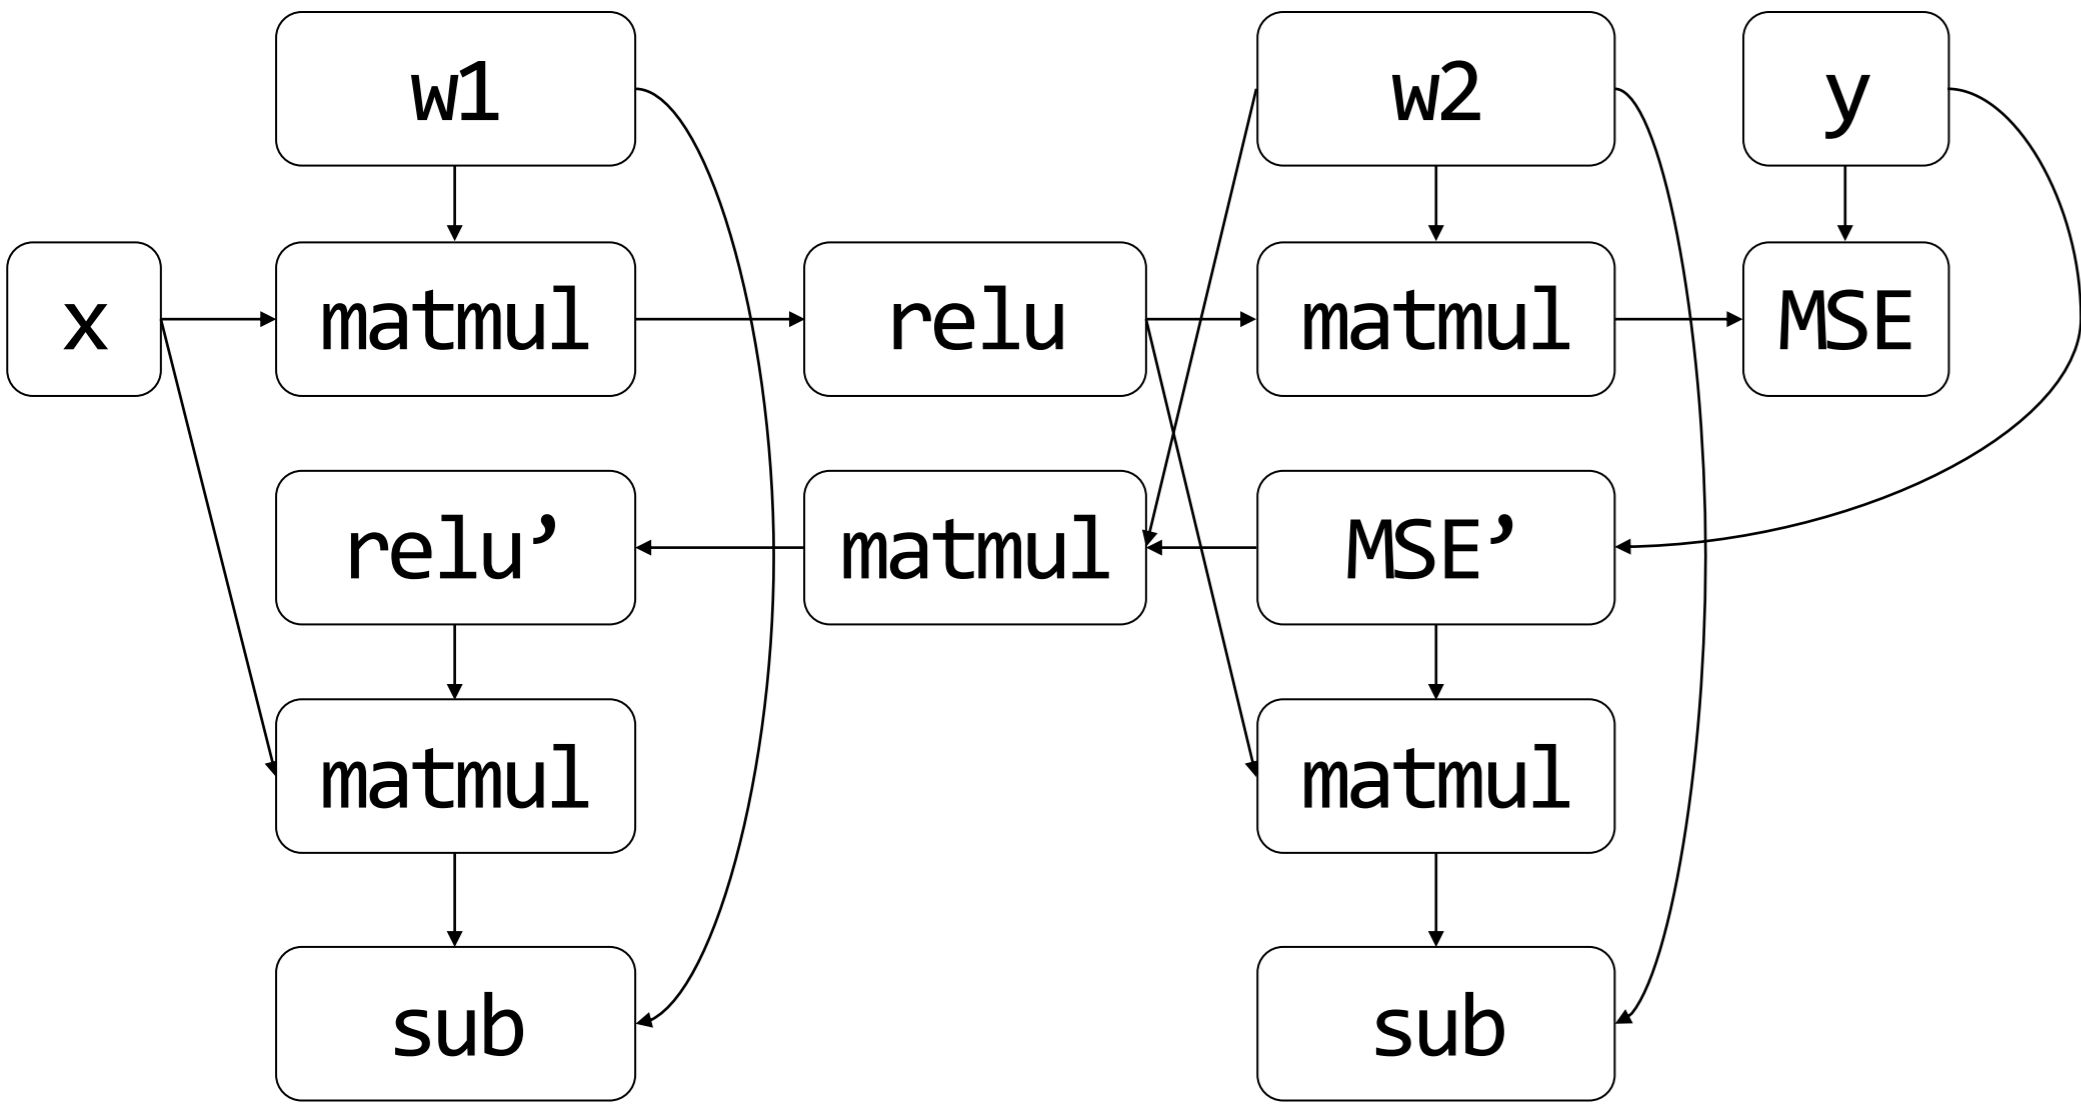 w1
w2
y
x
matmul
relu
matmul
MSE
relu’
matmul
MSE’
matmul
matmul
sub
sub